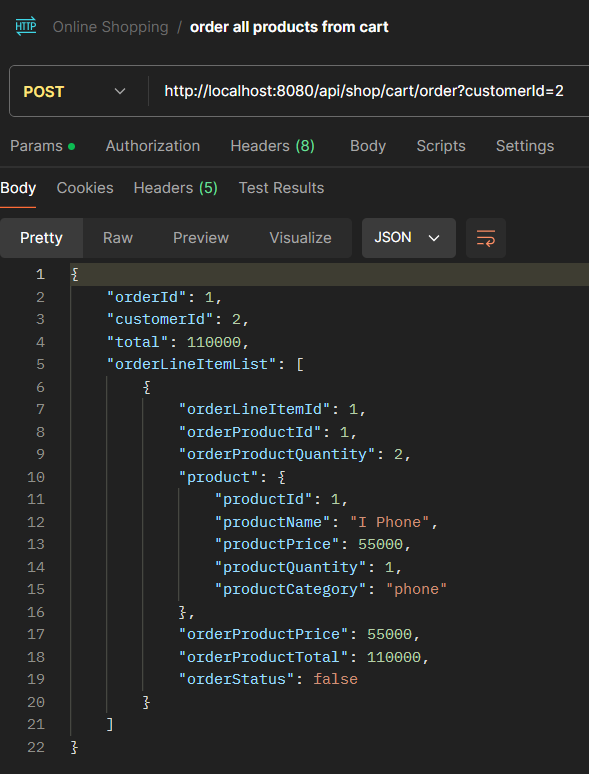 HTTP Online Shopping / order all products from cart
POST http://localhost:8080/api/shop/cart/order?customerId=2
Params Authorization Headers (8) Body Scripts Settings
Body Cookies Headers (5) Test Results
Pretty Raw Preview Visualize JSON
1 {
2 "orderId": 1,
3 "customerId": 2,
4 "total": 110000,
5 "orderLineItemList": [
6 {
7 "orderLineItemId": 1,
8 "orderProductId": 1,
9 "orderProductQuantity": 2,
10 "product": {
11 "productId": 1,
12 "productName": "I Phone",
13 "productPrice": 55000,
14 "productQuantity": 1,
15 "productCategory": "phone"
16 },
17 "orderProductPrice": 55000,
18 "orderProductTotal": 110000,
19 "orderStatus": false
20 }
21 ]
22 }